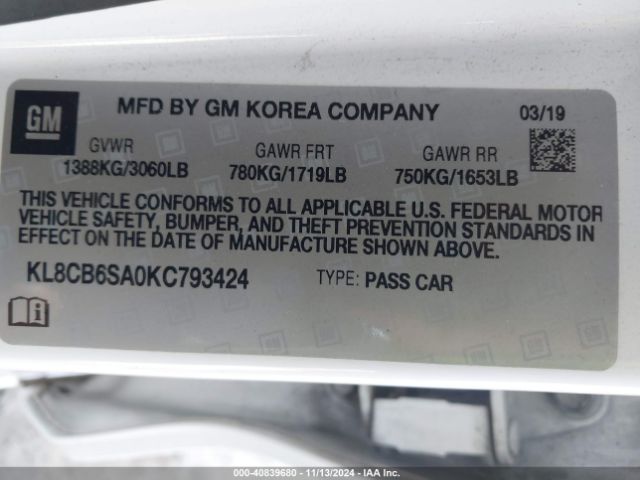 GM
MFD BY GM KOREA COMPANY 03/19
GVWR GAWR FRT GAWR RR
1388KG/3060LB 780KG/1719LB 750KG/1653LB
THIS VEHICLE CONFORMS TO ALL APPLICABLE U.S. FEDERAL MOTOR
VEHICLE SAFETY, BUMPER, AND THEFT PREVENTION STANDARDS IN
EFFECT ON THE DATE OF MANUFACTURE SHOWN ABOVE.
KL8CB6SA0KC793424 TYPE: PASS CAR
000-40839680 - 11/13/2024 - IAA Inc.